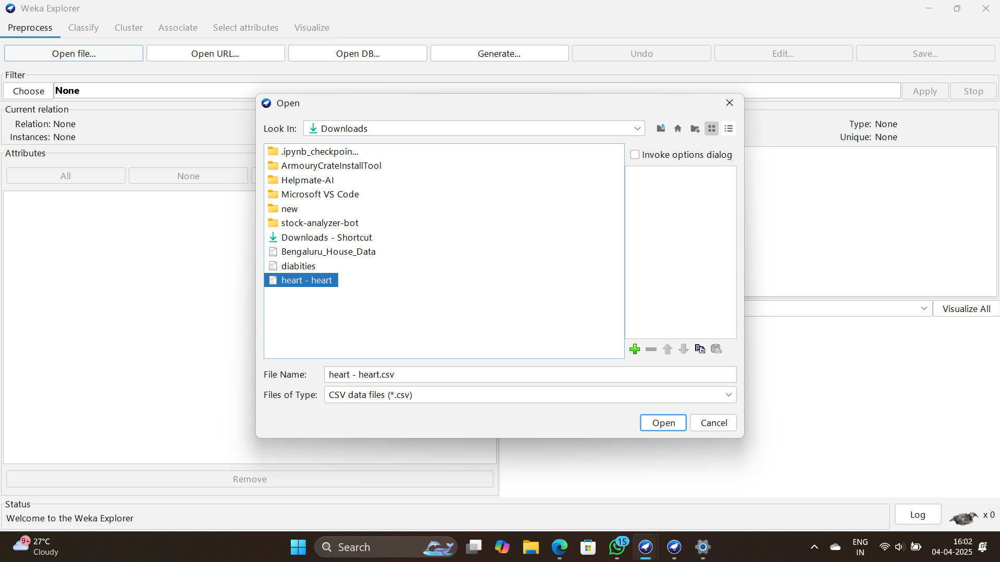 Weka Explorer
Preprocess Classify Cluster Associate Select attributes Visualize
Open file... Open URL... Open DB... Generate... Undo Edit... Save...
Filter
Choose None Apply Stop
Current relation
Relation: None
Instances: None
Type: None
Unique: None
Attributes
All None
Open
Look In: Downloads
.ipynb_checkpoin...
ArmouryCrateInstallTool
Helpmate-AI
Microsoft VS Code
new
stock-analyzer-bot
Downloads - Shortcut
Bengaluru_House_Data
diabities
heart - heart
Invoke options dialog
File Name: heart - heart.csv
Files of Type: CSV data files (*.csv)
Open Cancel
Visualize All
Remove
Status
Welcome to the Weka Explorer
Log x 0
9+ 27°C
Cloudy
Search
15
ENG
IN
16:02
04-04-2025